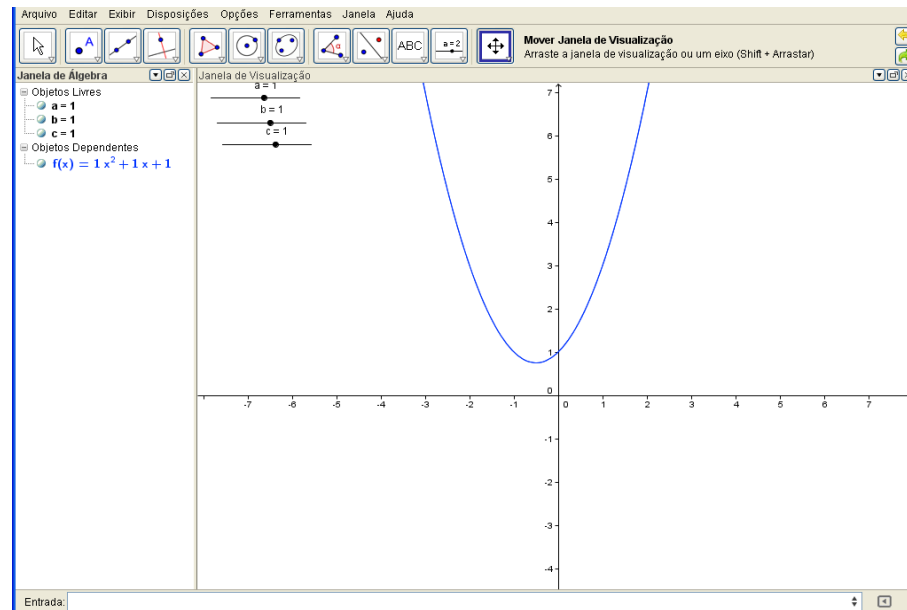 Arquivo Editar Exibir Disposições Opções Ferramentas Janela Ajuda
A
α
ABC
a=2
Mover Janela de Visualização
Arraste a janela de visualização ou um eixo (Shift + Arrastar)
Janela de Álgebra
Janela de Visualização
Objetos Livres
a = 1
b = 1
c = 1
Objetos Dependentes
f(x) = 1 x² + 1 x + 1
a = 1
b = 1
c = 1
7
6
5
4
3
2
1
0
-7 -6 -5 -4 -3 -2 -1 0 1 2 3 4 5 6 7
-1
-2
-3
-4
Entrada: